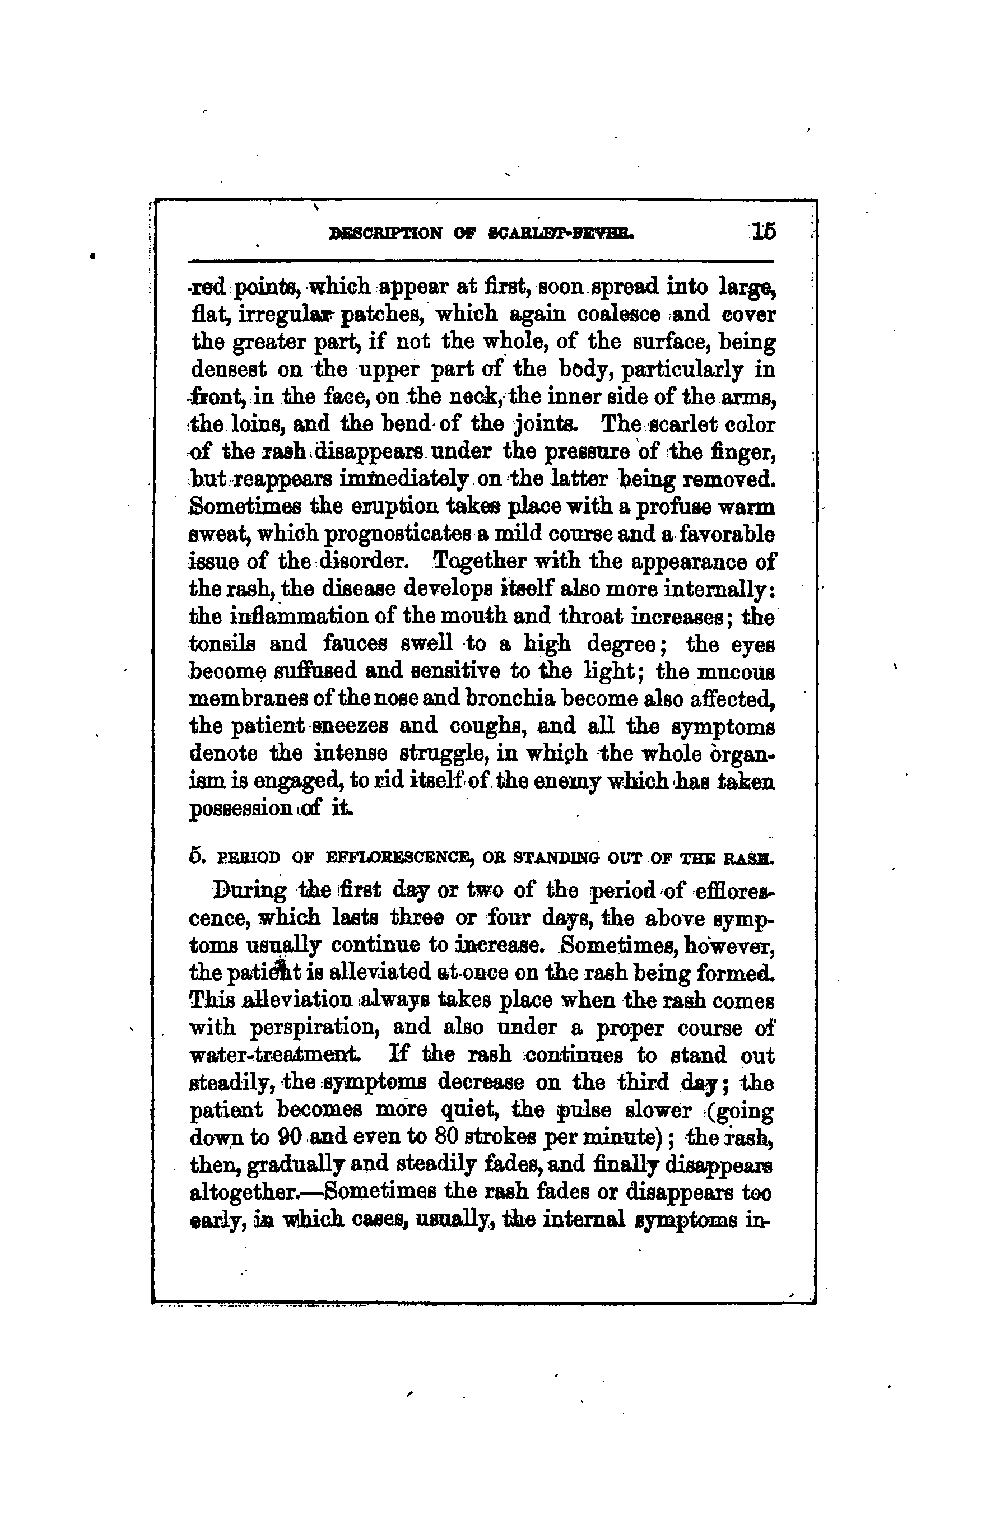 DESCRIPTION OF SCARLET-FEVER. 15
red points, which appear at first, soon spread into large,
flat, irregular patches, which again coalesce and cover
the greater part, if not the whole, of the surface, being
densest on the upper part of the body, particularly in
front, in the face, on the neck, the inner side of the arms,
the loins, and the bend of the joints. The scarlet color
of the rash disappears under the pressure of the finger,
but reappears immediately on the latter being removed.
Sometimes the eruption takes place with a profuse warm
sweat, which prognosticates a mild course and a favorable
issue of the disorder. Together with the appearance of
the rash, the disease develops itself also more internally:
the inflammation of the mouth and throat increases; the
tonsils and fauces swell to a high degree; the eyes
become suffused and sensitive to the light; the mucous
membranes of the nose and bronchia become also affected,
the patient sneezes and coughs, and all the symptoms
denote the intense struggle, in which the whole organ-
ism is engaged, to rid itself of the enemy which has taken
possession of it.
5. PERIOD OF EFFLORESCENCE, OR STANDING OUT OF THE RASH.
During the first day or two of the period of efflores-
cence, which lasts three or four days, the above symp-
toms usually continue to increase. Sometimes, however,
the patient is alleviated at once on the rash being formed.
This alleviation always takes place when the rash comes
with perspiration, and also under a proper course of
water-treatment. If the rash continues to stand out
steadily, the symptoms decrease on the third day; the
patient becomes more quiet, the pulse slower (going
down to 90 and even to 80 strokes per minute); the rash,
then, gradually and steadily fades, and finally disappears
altogether.—Sometimes the rash fades or disappears too
early, in which cases, usually, the internal symptoms in-